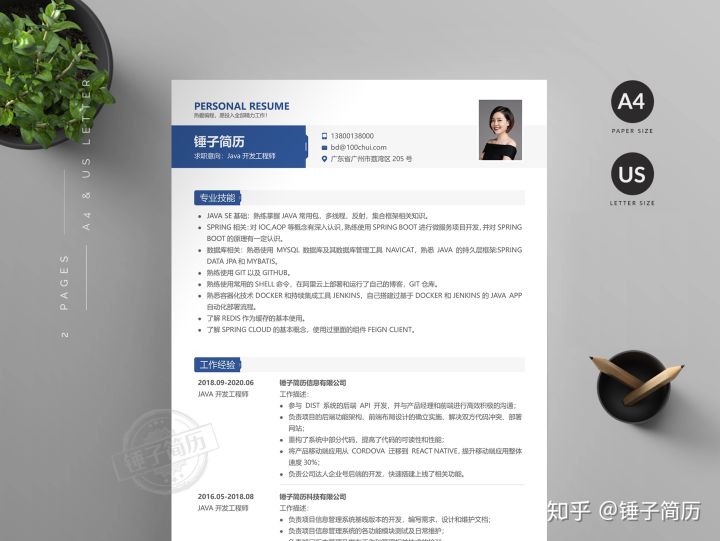 PERSONAL RESUME
热爱编程，愿投入全部精力工作！
锤子简历
求职意向：Java 开发工程师
13800138000
bd@100chui.com
广东省广州市荔湾区 205 号
专业技能
JAVA SE 基础：熟练掌握 JAVA 常用包，多线程，反射，集合框架相关知识。
SPRING 相关：对 IOC,AOP 等概念有深入认识，熟练使用 SPRING BOOT 进行微服务项目开发，并对 SPRING
BOOT 的原理有一定认识。
数据库相关：熟悉使用 MYSQL 数据库及其数据库管理工具 NAVICAT，熟悉 JAVA 的持久层框架:SPRING
DATA JPA 和 MYBATIS。
熟练使用 GIT 以及 GITHUB。
熟练使用常用的 SHELL 命令，在阿里云上部署和运行了自己的博客，GIT 仓库。
熟悉容器化技术 DOCKER 和持续集成工具 JENKINS，自己搭建过基于 DOCKER 和 JENKINS 的 JAVA APP
自动化部署流程。
了解 REDIS 作为缓存的基本使用。
了解 SPRING CLOUD 的基本概念，使用过里面的组件 FEIGN CLIENT。
工作经验
2018.09-2020.06 锤子简历信息有限公司
JAVA 开发工程师 工作描述：
参与 DIST 系统的后端 API 开发，并与产品经理和前端进行高效积极的沟通；
负责项目的后端功能架构、前端布局设计的确立实施、解决双方代码冲突、部署
网站；
重构了系统中部分代码，提高了代码的可读性和性能；
将产品移动端应用从 CORDOVA 迁移到 REACT NATIVE，提升移动端应用整体
速度 30%；
负责公司达人企业号后端的开发，快速搭建上线了相关功能。
2016.05-2018.08 锤子简历科技有限公司
JAVA 开发工程师 工作描述：
负责项目信息管理系统基线版本的开发，编写需求，设计和维护文档；
负责项目信息管理系统的各功能模块测试及日常维护；
锤子简历
2 PAGES
A4 & US LETTER
A4
PAPER SIZE
US
LETTER SIZE
知乎 @锤子简历